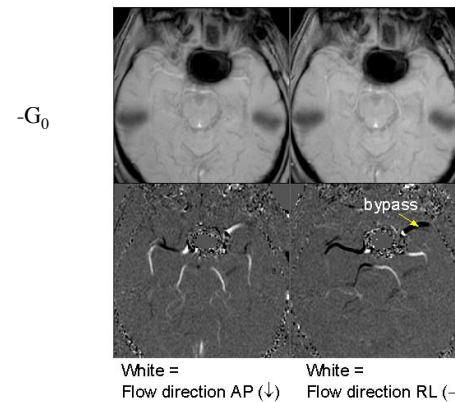 -G₀
bypass
White =
Flow direction AP (↓)
White =
Flow direction RL (–